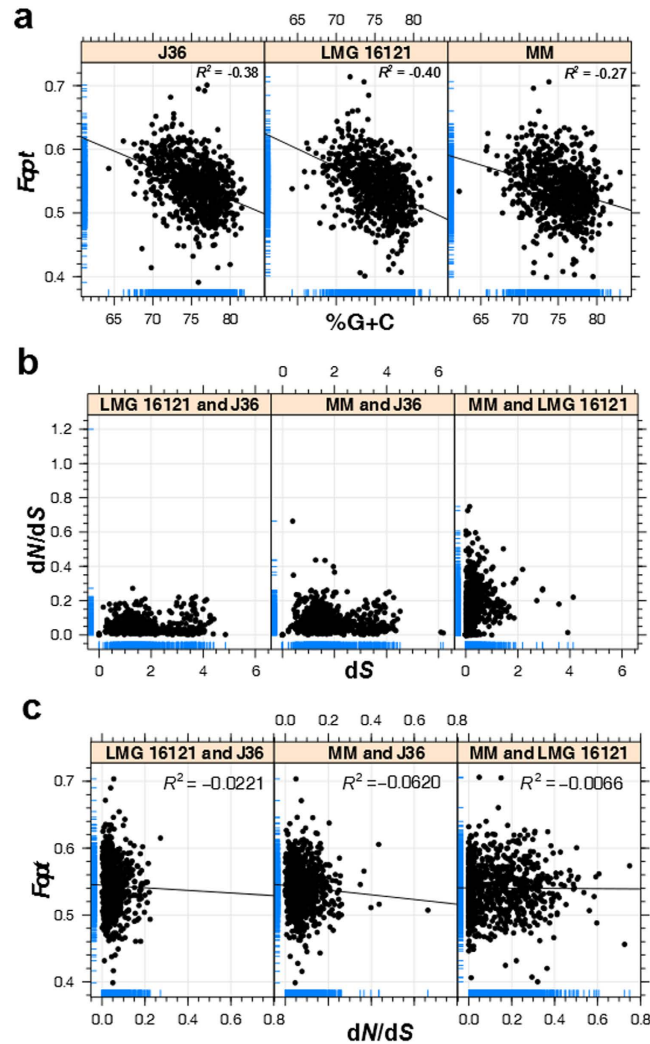 a
65 70 75 80
J36 LMG 16121 MM
R² = -0.38 R² = -0.40 R² = -0.27
0.7
0.6
0.5
0.4
Fopt
65 70 75 80 65 70 75 80
%G+C
b
0 2 4 6
LMG 16121 and J36 MM and J36 MM and LMG 16121
1.2
1.0
0.8
0.6
0.4
0.2
0.0
dN/dS
0 2 4 6 0 2 4 6
dS
c
0.0 0.2 0.4 0.6 0.8
LMG 16121 and J36 MM and J36 MM and LMG 16121
R² = -0.0221 R² = -0.0620 R² = -0.0066
0.7
0.6
0.5
0.4
Fopt
0.0 0.2 0.4 0.6 0.8 0.0 0.2 0.4 0.6 0.8
dN/dS